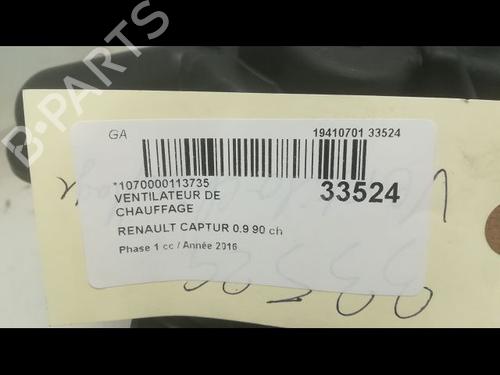 GA
19410701 33524
*1070000113735
33524
VENTILATEUR DE
CHAUFFAGE
RENAULT CAPTUR 0.9 90 ch
Phase 1 cc / Année 2016
B-PARTS